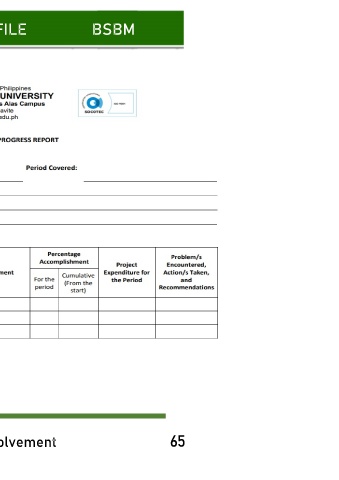 FILE BSBM
Philippines
UNIVERSITY
s Aias Campus
avite
edu.ph
SOCOTEC
PROGRESS REPORT
Period Covered:
Percentage
Accomplishment
ment
For the
period
Cumulative
(From the
start)
Project
Expenditure for
the Period
Problem/s
Encountered,
Action/s Taken,
and
Recommendations
olvement 65